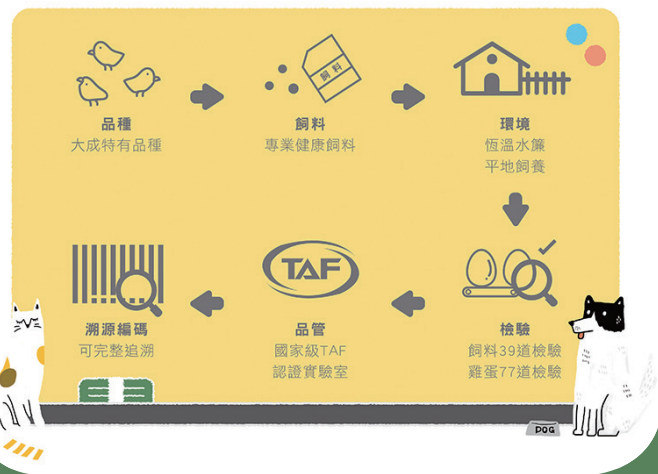 飼料
品種
大成特有品種
飼料
專業健康飼料
環境
恆溫水簾
平地飼養
檢驗
飼料39道檢驗
雞蛋77道檢驗
TAF
品管
國家級TAF
認證實驗室
溯源編碼
可完整追溯
DOG